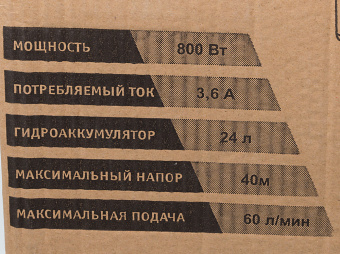 МОЩНОСТЬ 800 Вт
ПОТРЕБЛЯЕМЫЙ ТОК 3,6 А
ГИДРОАККУМУЛЯТОР 24 л
МАКСИМАЛЬНЫЙ НАПОР 40м
МАКСИМАЛЬНАЯ ПОДАЧА 60 л/мин